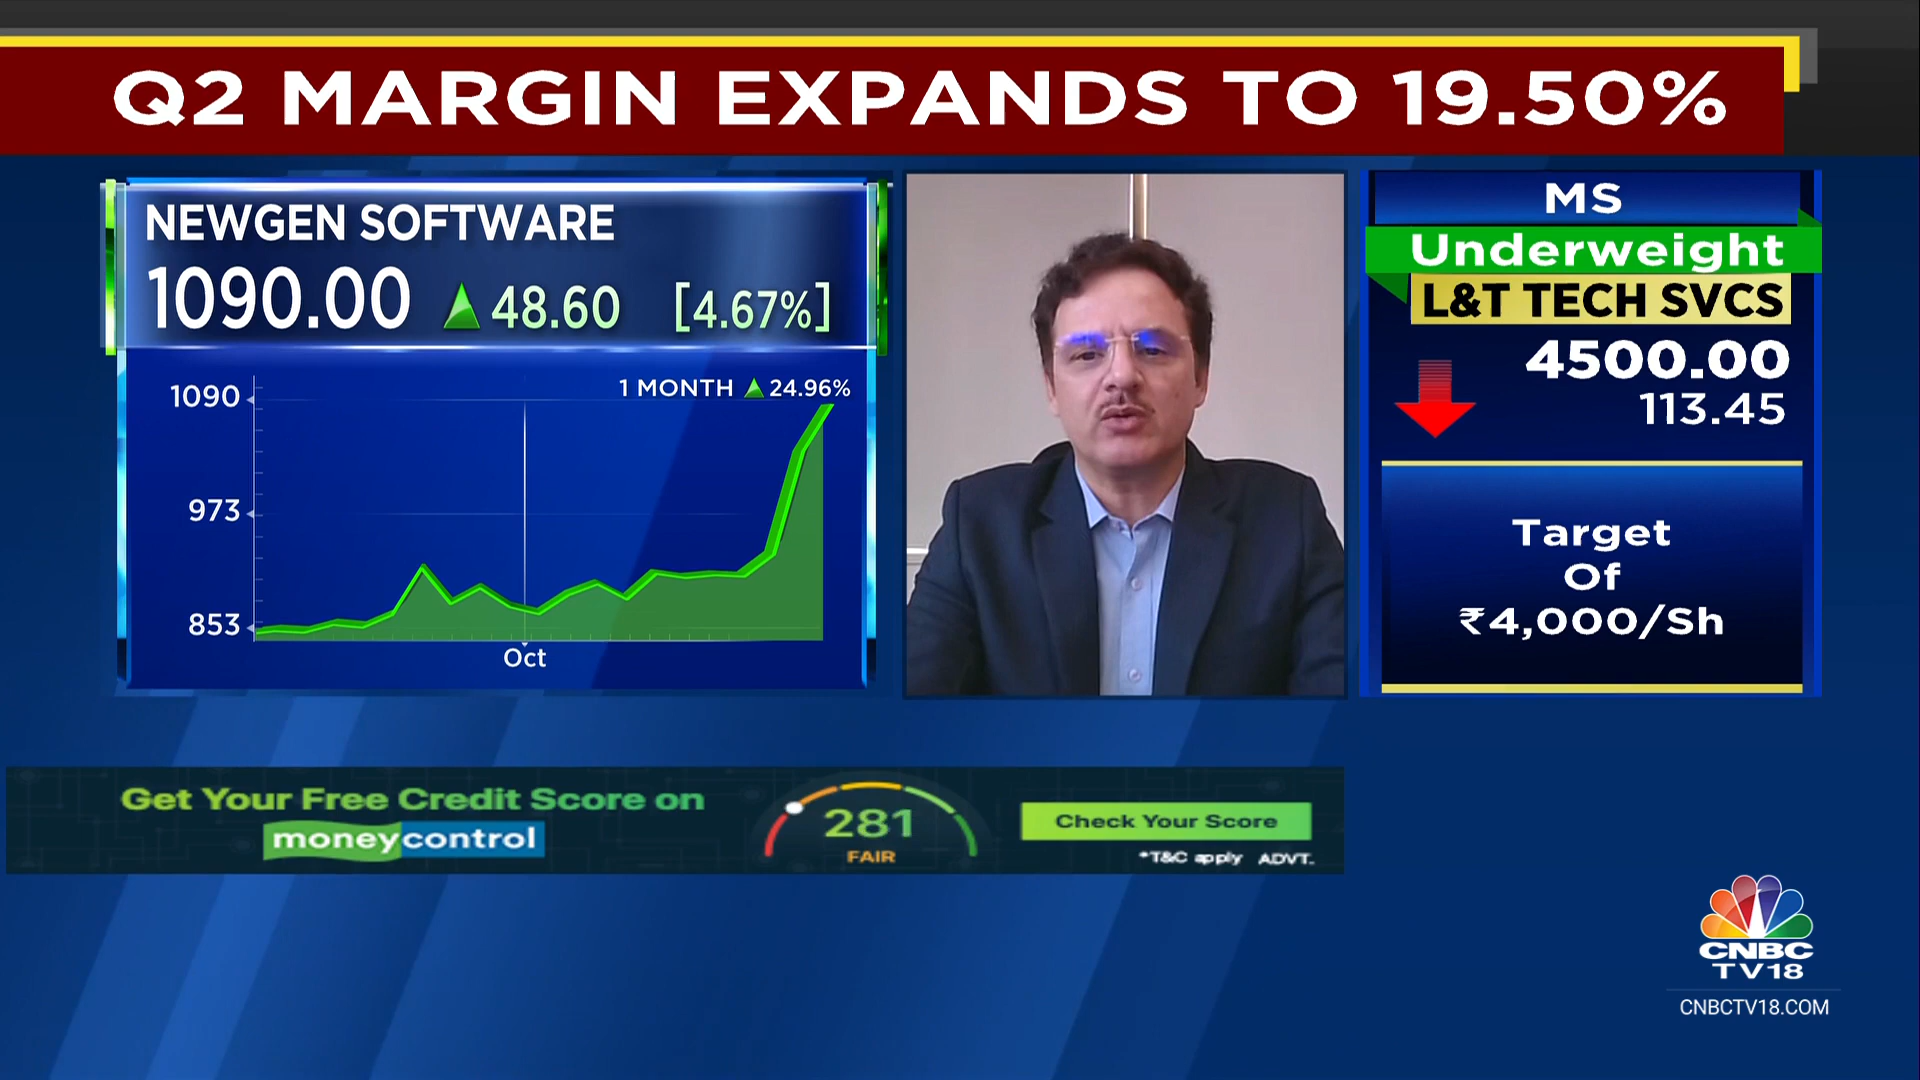 Q2 MARGIN EXPANDS TO 19.50%
NEWGEN SOFTWARE
1090.00 ▲ 48.60 [4.67%]
1 MONTH ▲ 24.96%
1090
973
853
Oct
MS
Underweight
L&T TECH SVCS
4500.00
113.45
Target
Of
₹4,000/Sh
Get Your Free Credit Score on
moneycontrol
281
FAIR
Check Your Score
*T&C apply ADVT.
CNBC
TV18
CNBCTV18.COM